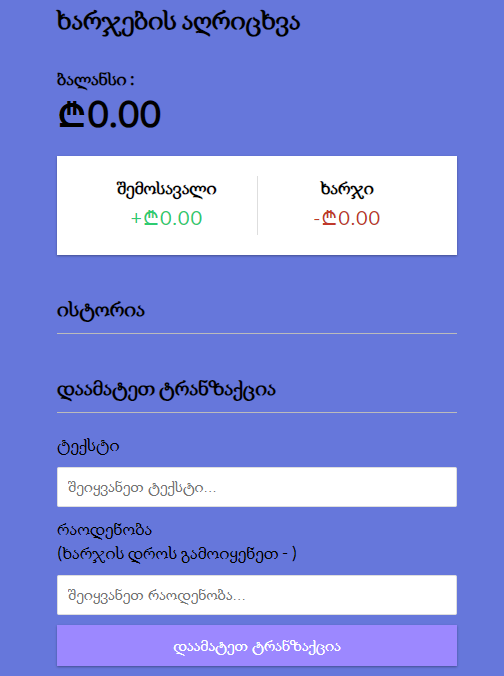 ხარჯების აღრიცხვა
ბალანსი :
₾0.00
შემოსავალი
+₾0.00
ხარჯი
-₾0.00
ისტორია
დაამატეთ ტრანზაქცია
ტექსტი
შეიყვანეთ ტექსტი...
რაოდენობა
(ხარჯის დროს გამოიყენეთ - )
შეიყვანეთ რაოდენობა...
დაამატეთ ტრანზაქცია